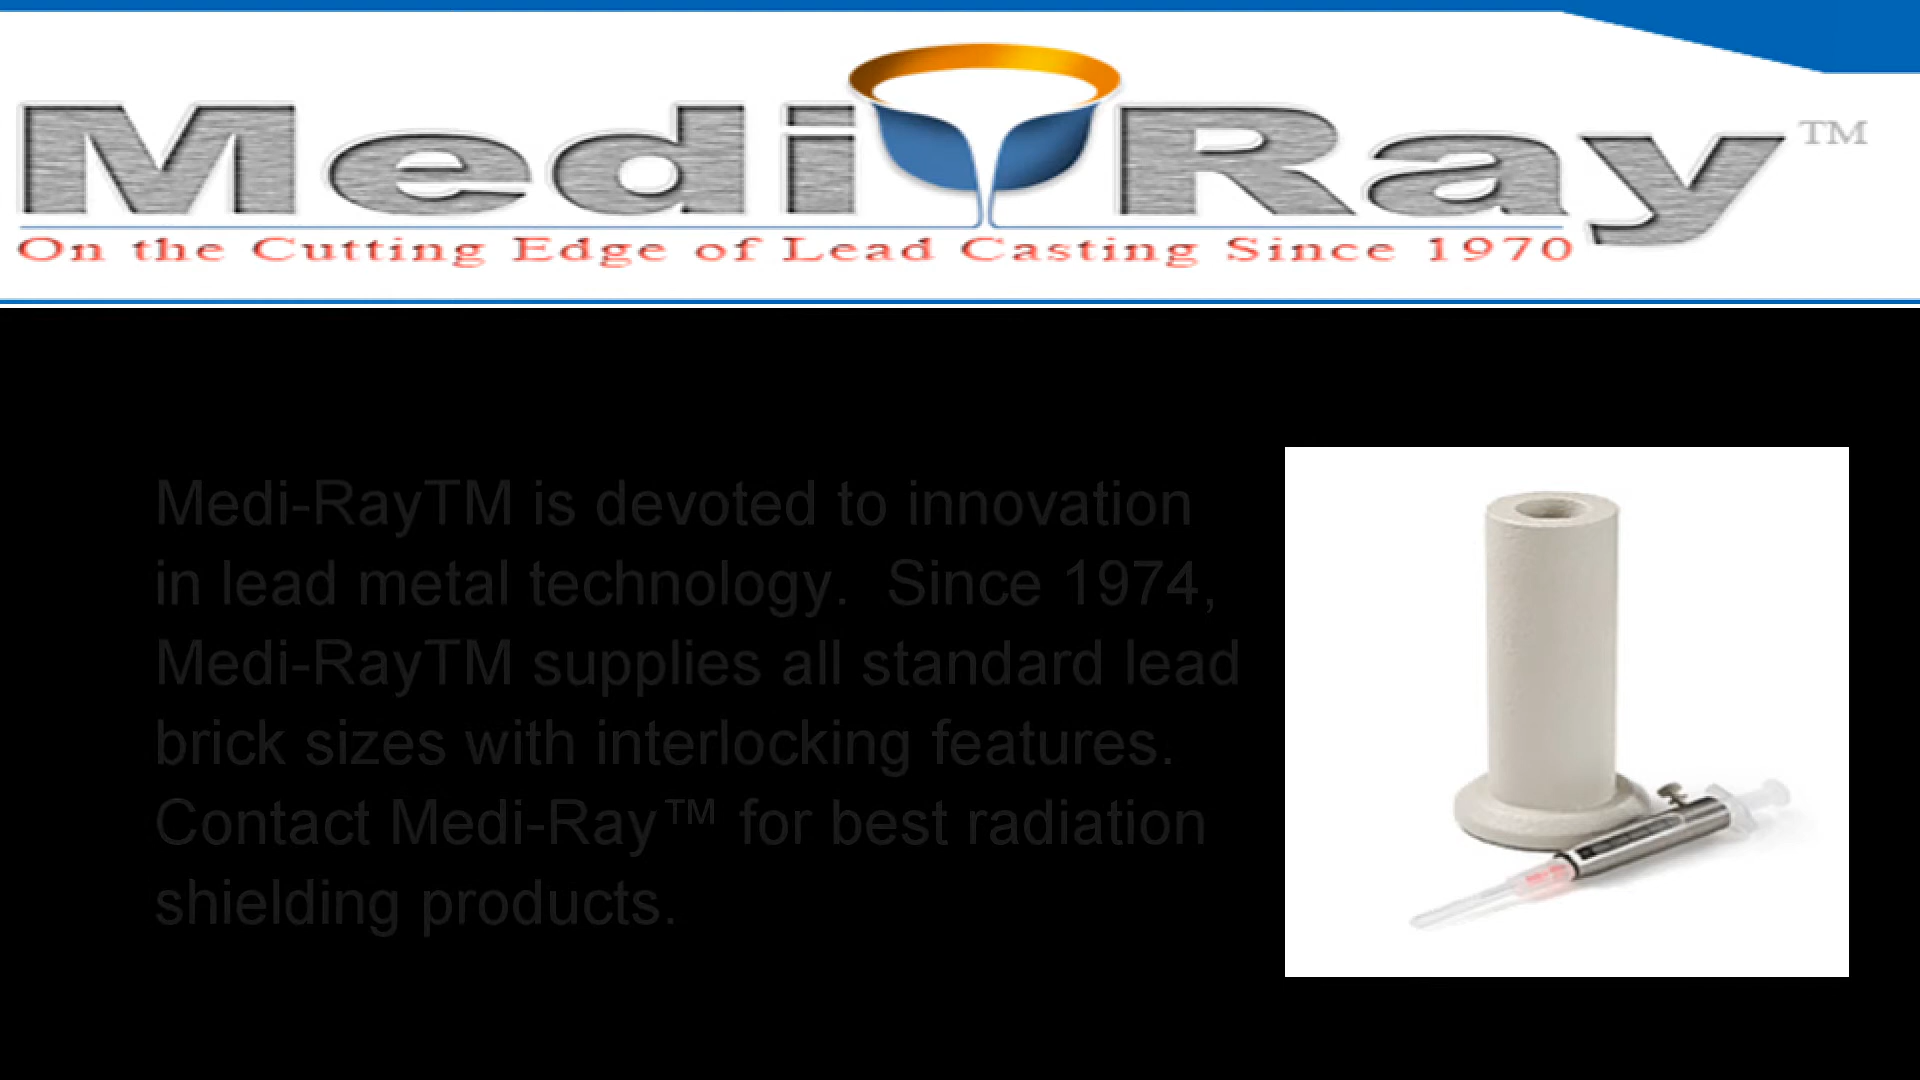 Medi Ray™
On the Cutting Edge of Lead Casting Since 1970
Medi-RayTM is devoted to innovation
in lead metal technology.  Since 1974,
Medi-RayTM supplies all standard lead
brick sizes with interlocking features.
Contact Medi-Ray™ for best radiation
shielding products.